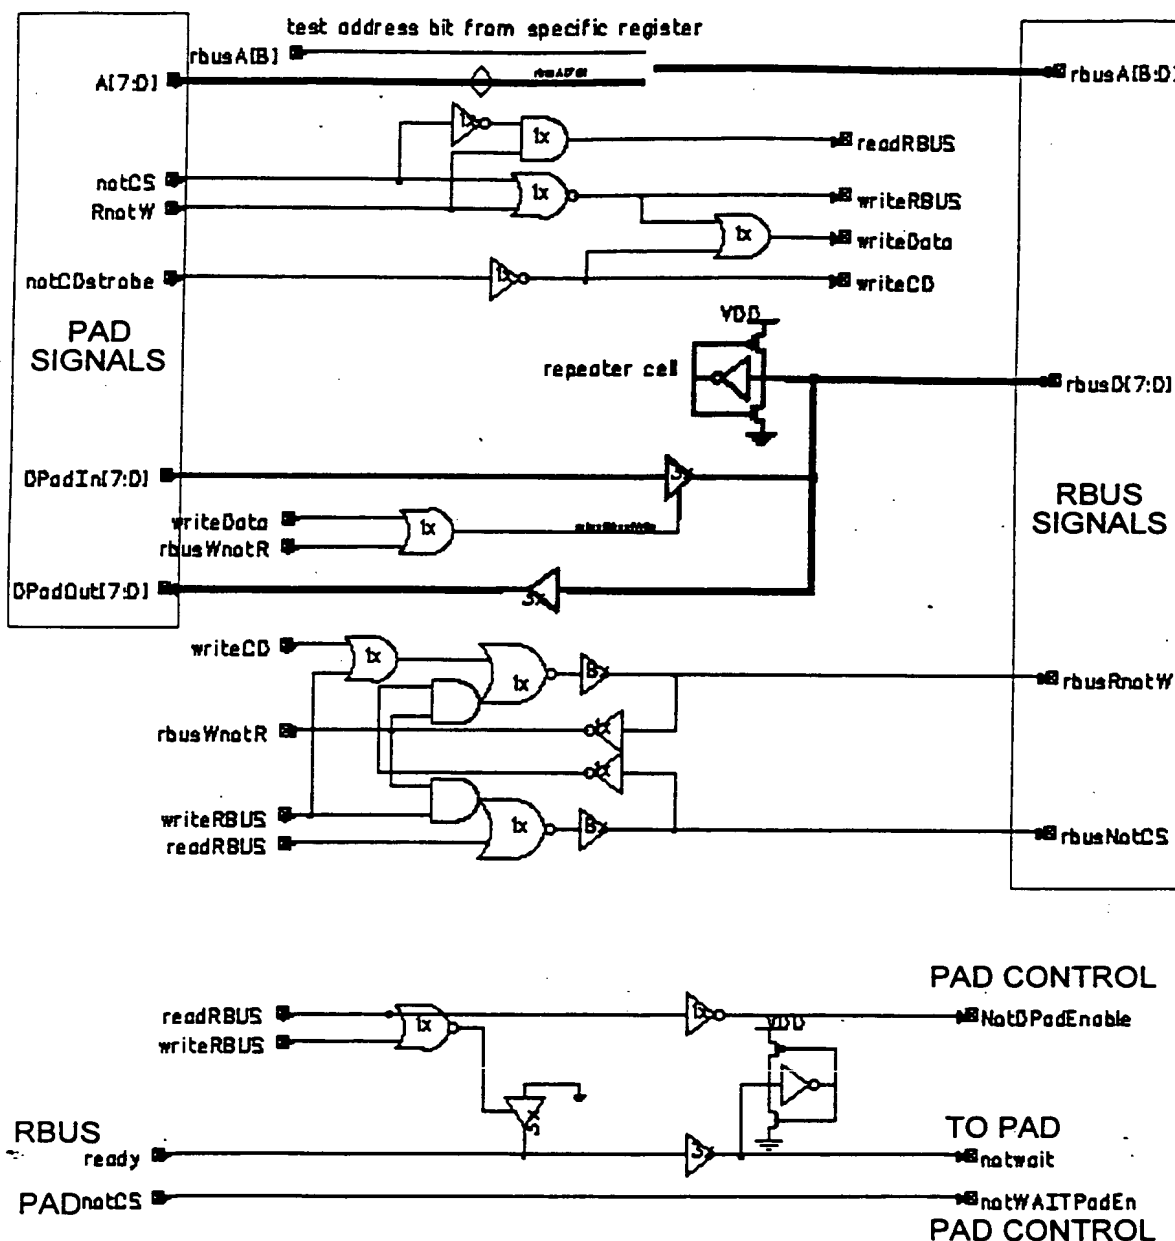 test address bit from specific register
rbusA[8]
A[7:0]
rbusA[8:0]
1x
1x
readRBUS
notCS
RnotW
1x
writeRBUS
1x
writeData
notCDstrobe
writeCD
PAD
SIGNALS
VDD
repeater cell
rbusD[7:0]
DPadIn[7:0]
3x
RBUS
SIGNALS
writeData
rbusWnotR
1x
DPadOut[7:0]
3x
writeCD
1x
1x
8x
rbusRnotW
rbusWnotR
1x
1x
writeRBUS
readRBUS
1x
8x
rbusNotCS
PAD CONTROL
readRBUS
writeRBUS
1x
NotDPadEnable
VDD
3x
RBUS
ready
3x
TO PAD
notwait
PAD notCS
notWAITPadEn
PAD CONTROL